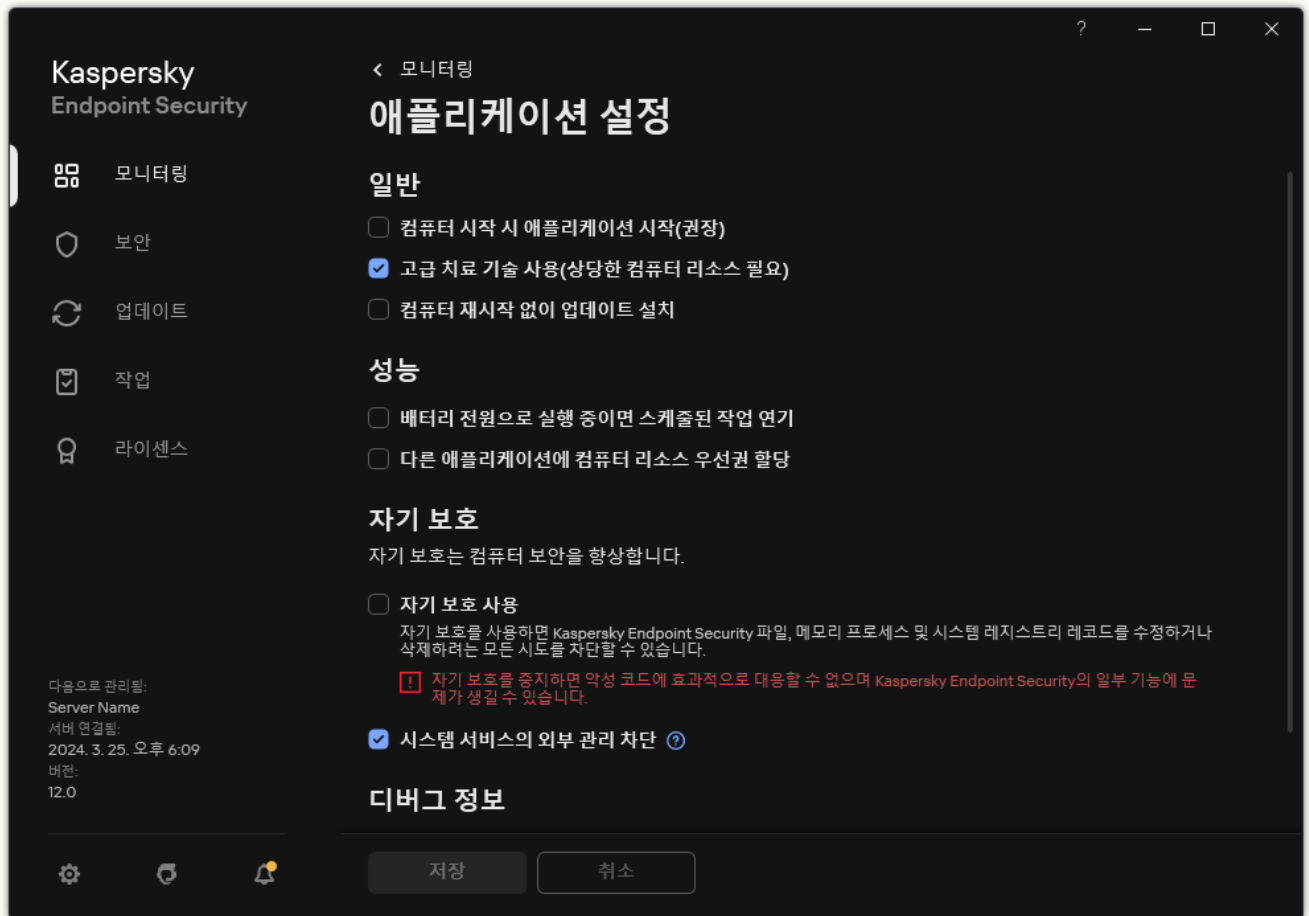 Kaspersky
Endpoint Security
모니터링
보안
업데이트
작업
라이센스
다음으로 관리됨:
Server Name
서버 연결됨:
2024. 3. 25. 오후 6:09
버전:
12.0
?
모니터링
애플리케이션 설정
일반
컴퓨터 시작 시 애플리케이션 시작(권장)
고급 치료 기술 사용(상당한 컴퓨터 리소스 필요)
컴퓨터 재시작 없이 업데이트 설치
성능
배터리 전원으로 실행 중이면 스케줄된 작업 연기
다른 애플리케이션에 컴퓨터 리소스 우선권 할당
자기 보호
자기 보호는 컴퓨터 보안을 향상합니다.
자기 보호 사용
자기 보호를 사용하면 Kaspersky Endpoint Security 파일, 메모리 프로세스 및 시스템 레지스트리 레코드를 수정하거나
삭제하려는 모든 시도를 차단할 수 있습니다.
자기 보호를 중지하면 악성 코드에 효과적으로 대응할 수 없으며 Kaspersky Endpoint Security의 일부 기능에 문
제가 생길 수 있습니다.
시스템 서비스의 외부 관리 차단
디버그 정보
저장
취소